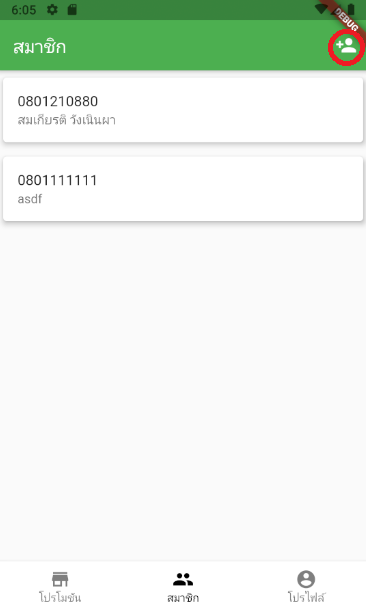 6:05
DEBUG
สมาชิก
0801210880
สมเกียรติ วังเนินผา
0801111111
asdf
โปรโมชัน
สมาชิก
โปรไฟล์